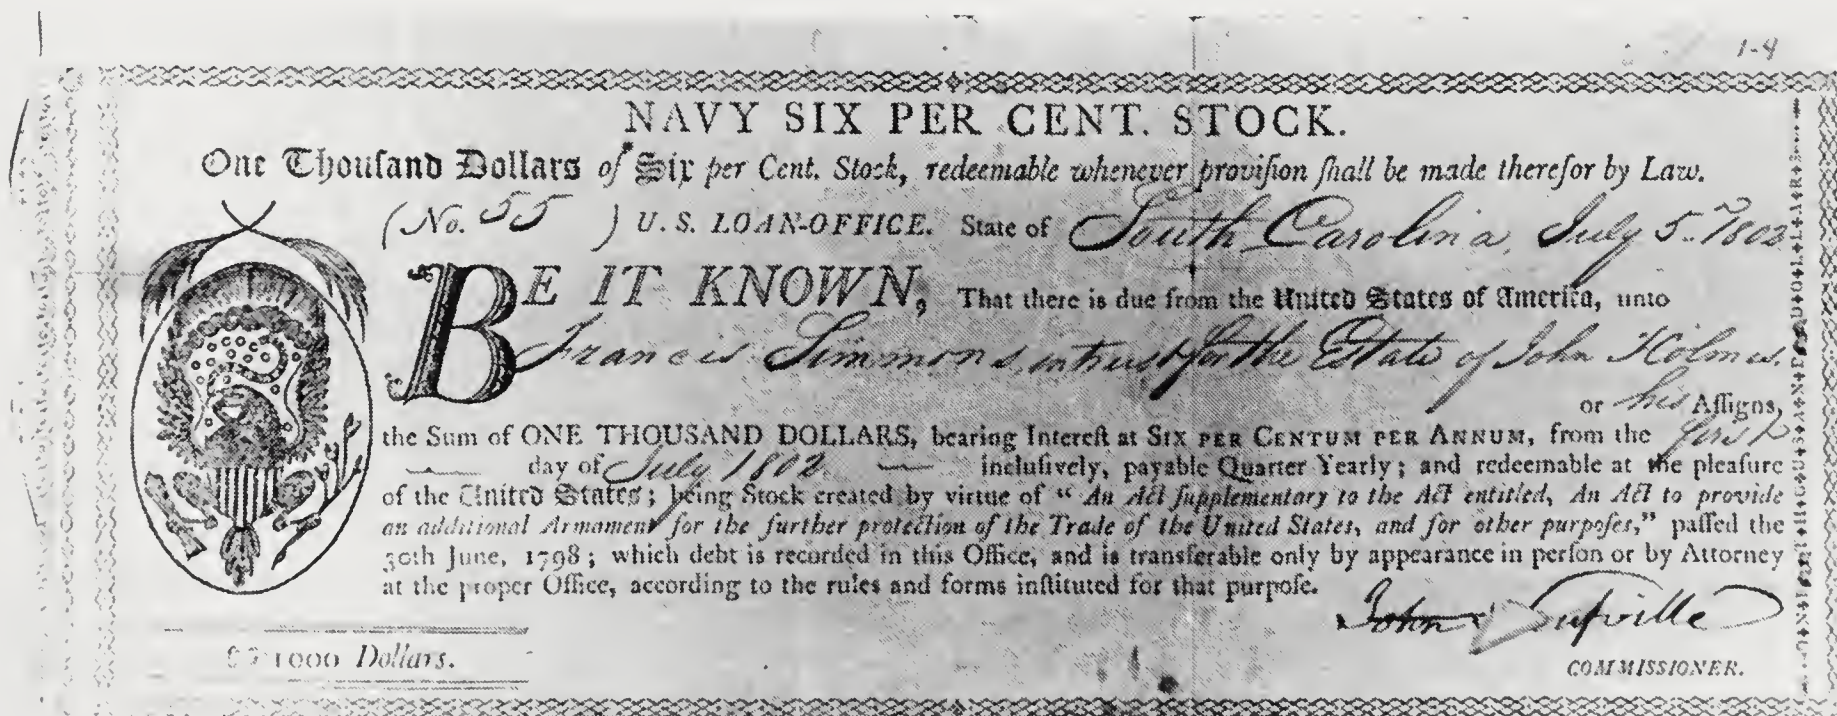 1-4
NAVY SIX PER CENT. STOCK.
One Thouſand Dollars of Six per Cent. Stock, redeemable whenever proviſion ſhall be made therefor by Law.
(No. 55) U. S. LOAN-OFFICE. State of South Carolina, July 5. 1802
BE IT KNOWN, That there is due from the United States of America, unto
Francis Simmons, in trust for the Estate of John Holmes.
or his Aſſigns,
the Sum of ONE THOUSAND DOLLARS, bearing Intereſt at SIX PER CENTUM PER ANNUM, from the first
day of July 1802 incluſively, payable Quarter Yearly; and redeemable at the pleaſure
of the United States; being Stock created by virtue of "An Act ſupplementary to the Act entitled, An Act to provide
an additional Armament for the further protection of the Trade of the United States, and for other purpoſes," paſſed the
30th June, 1798; which debt is recorded in this Office, and is transferable only by appearance in perſon or by Attorney
at the proper Office, according to the rules and forms inſtituted for that purpoſe.
John Neufville
COMMISSIONER.
1000 Dollars.